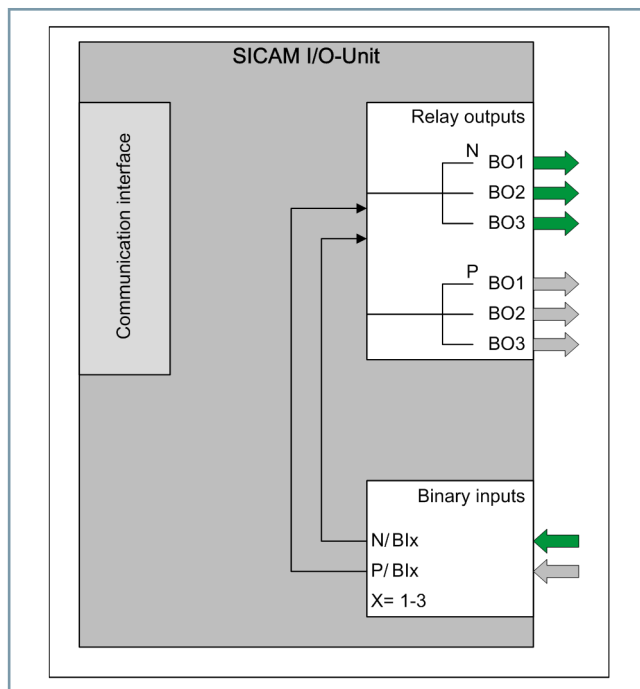 SICAM I/O-Unit
Communication interface
Relay outputs
N
BO1
BO2
BO3
P
BO1
BO2
BO3
Binary inputs
N/BIx
P/BIx
X= 1-3